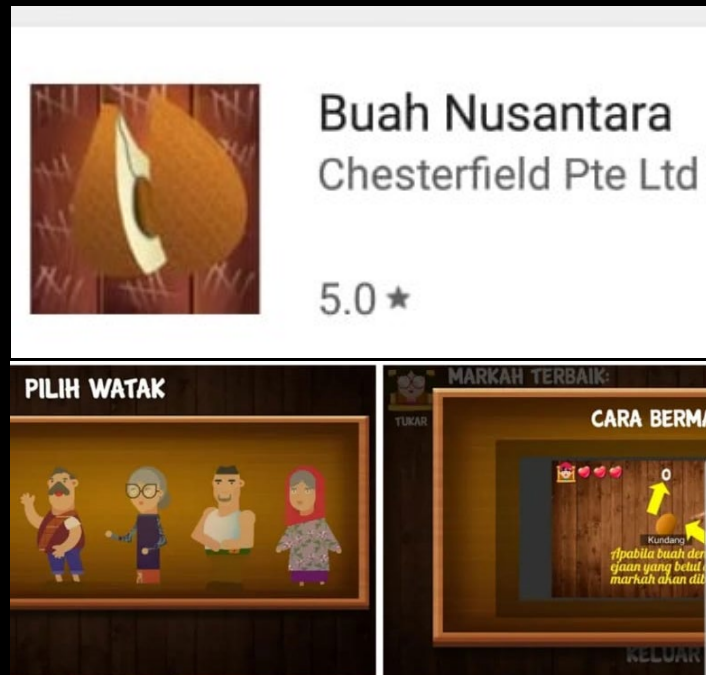 Buah Nusantara
Chesterfield Pte Ltd
5.0 ★
PILIH WATAK
MARKAH TERBAIK:
TUKAR
CARA BERMA
0
Kundang
Apabila buah den
ejaan yang betul
markah akan dib
KELUAR